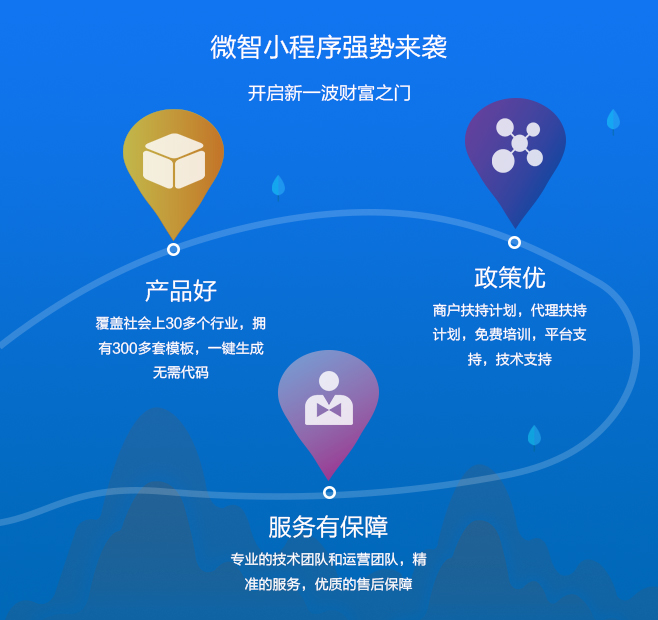 微智小程序强势来袭
开启新一波财富之门
产品好
覆盖社会上30多个行业，拥
有300多套模板，一键生成
无需代码
政策优
商户扶持计划，代理扶持
计划，免费培训，平台支
持，技术支持
服务有保障
专业的技术团队和运营团队，精
准的服务，优质的售后保障